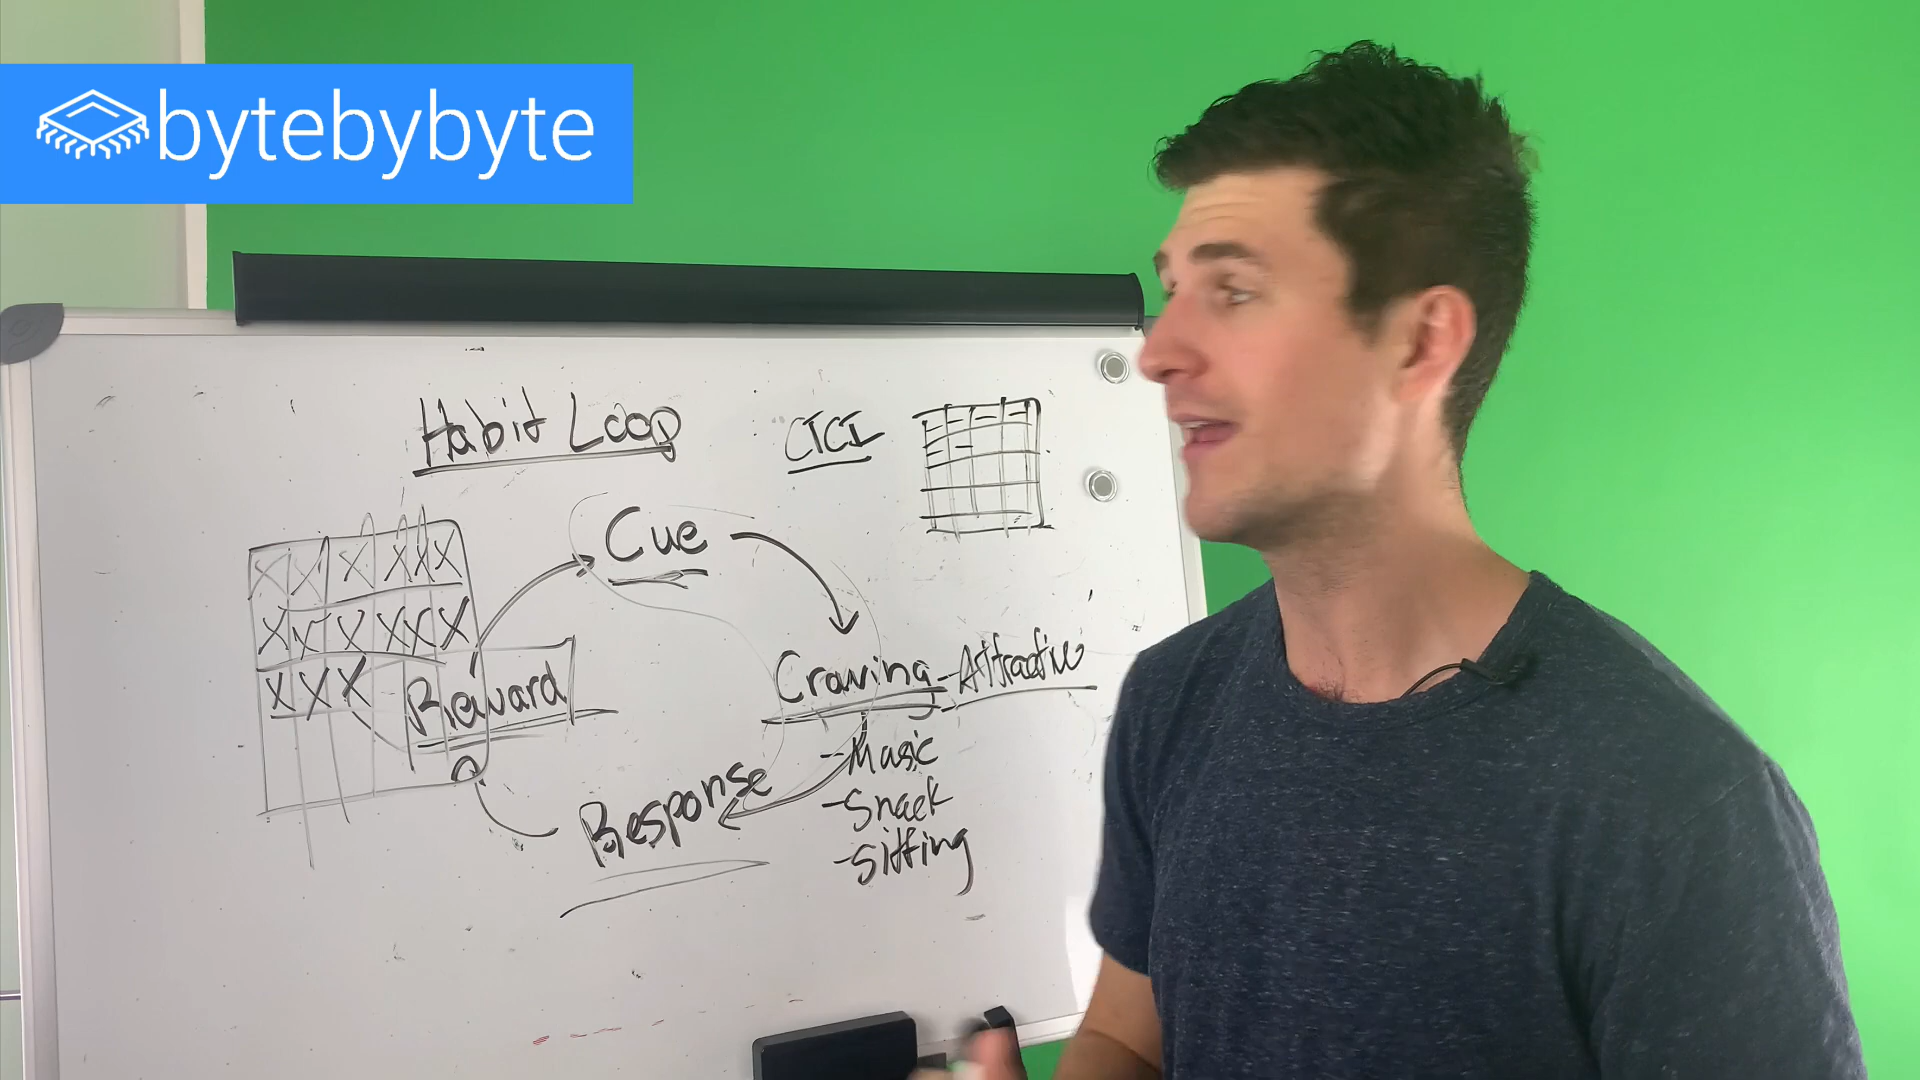 bytebybyte
Habit Loop
CICI
Cue
X X X X X X
X X X X X X
X X X
Craving - Attractive
Reward
- Music
Response
- Snack
- Sitting